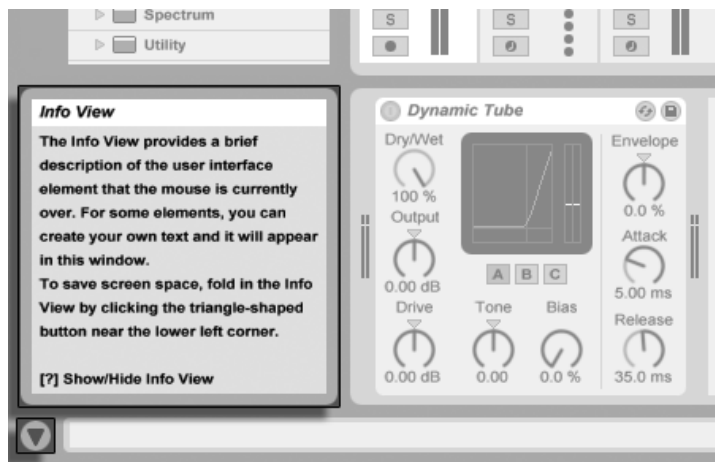 Spectrum
Utility
S
S
S
Info View
The Info View provides a brief
description of the user interface
element that the mouse is currently
over. For some elements, you can
create your own text and it will appear
in this window.
To save screen space, fold in the Info
View by clicking the triangle-shaped
button near the lower left corner.
[?] Show/Hide Info View
Dynamic Tube
Dry/Wet
100 %
Output
0.00 dB
Drive
0.00 dB
A B C
Tone
0.00
Bias
0.0 %
Envelope
0.0 %
Attack
5.00 ms
Release
35.0 ms